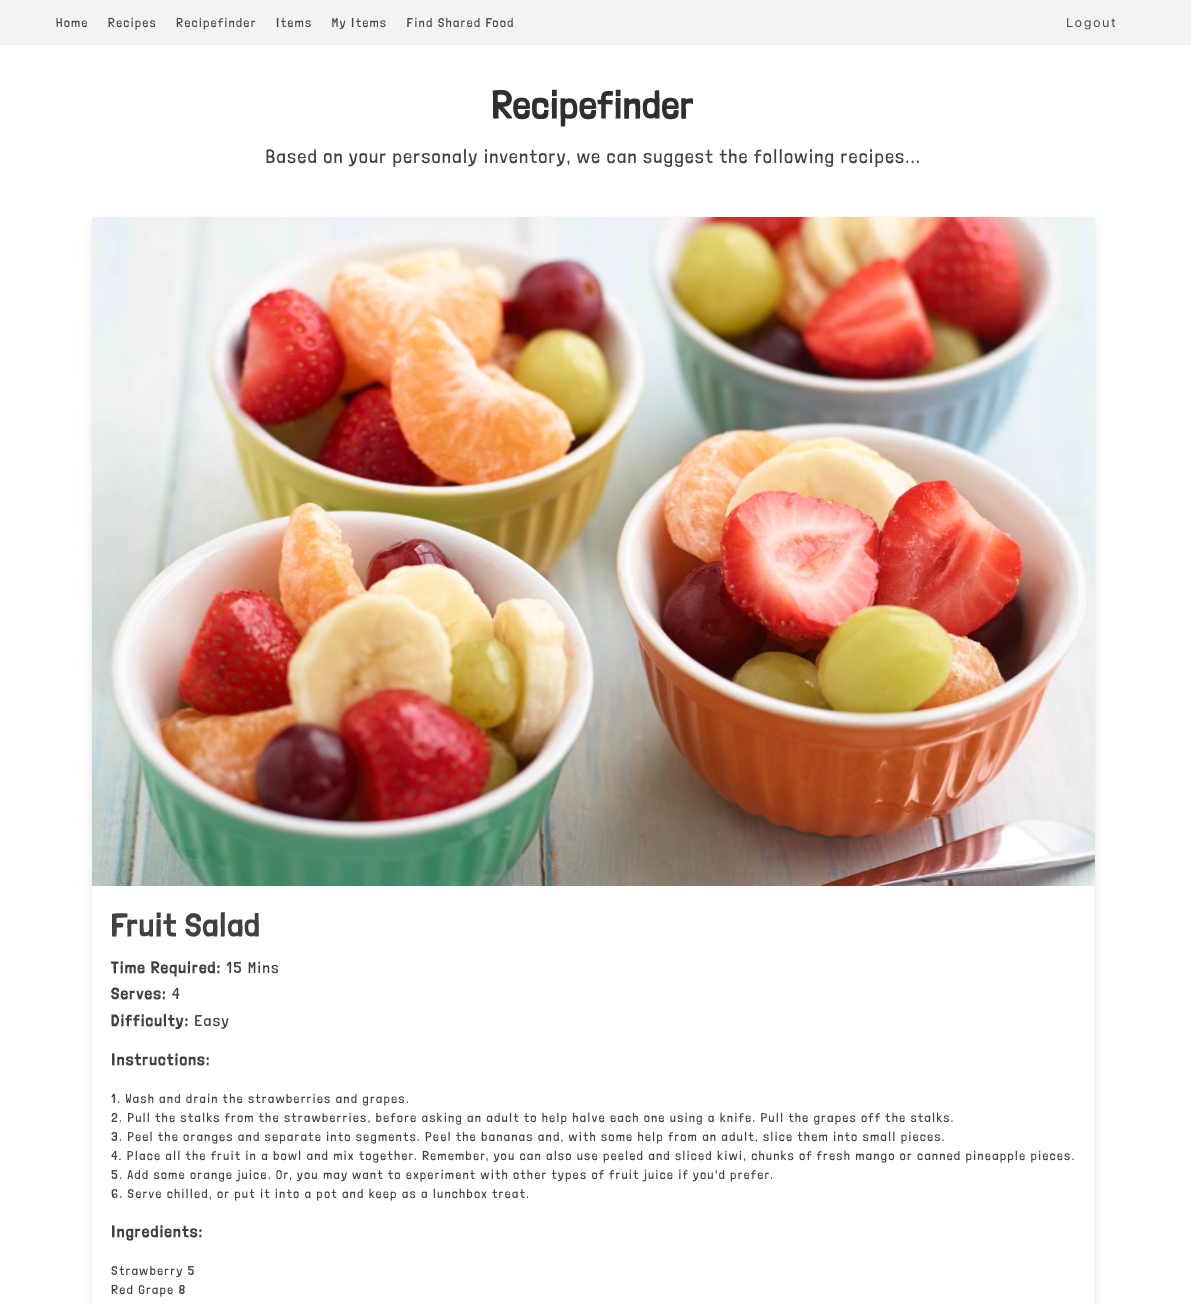 Home Recipes Recipefinder Items My Items Find Shared Food Logout
Recipefinder
Based on your personaly inventory, we can suggest the following recipes...
Fruit Salad
Time Required: 15 Mins
Serves: 4
Difficulty: Easy
Instructions:
1. Wash and drain the strawberries and grapes.
2. Pull the stalks from the strawberries, before asking an adult to help halve each one using a knife. Pull the grapes off the stalks.
3. Peel the oranges and separate into segments. Peel the bananas and, with some help from an adult, slice them into small pieces.
4. Place all the fruit in a bowl and mix together. Remember, you can also use peeled and sliced kiwi, chunks of fresh mango or canned pineapple pieces.
5. Add some orange juice. Or, you may want to experiment with other types of fruit juice if you'd prefer.
6. Serve chilled, or put it into a pot and keep as a lunchbox treat.
Ingredients:
Strawberry 5
Red Grape 8